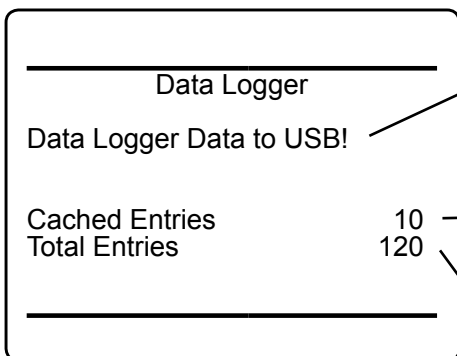 Data Logger
Data Logger Data to USB!
Cached Entries 10
Total Entries 120